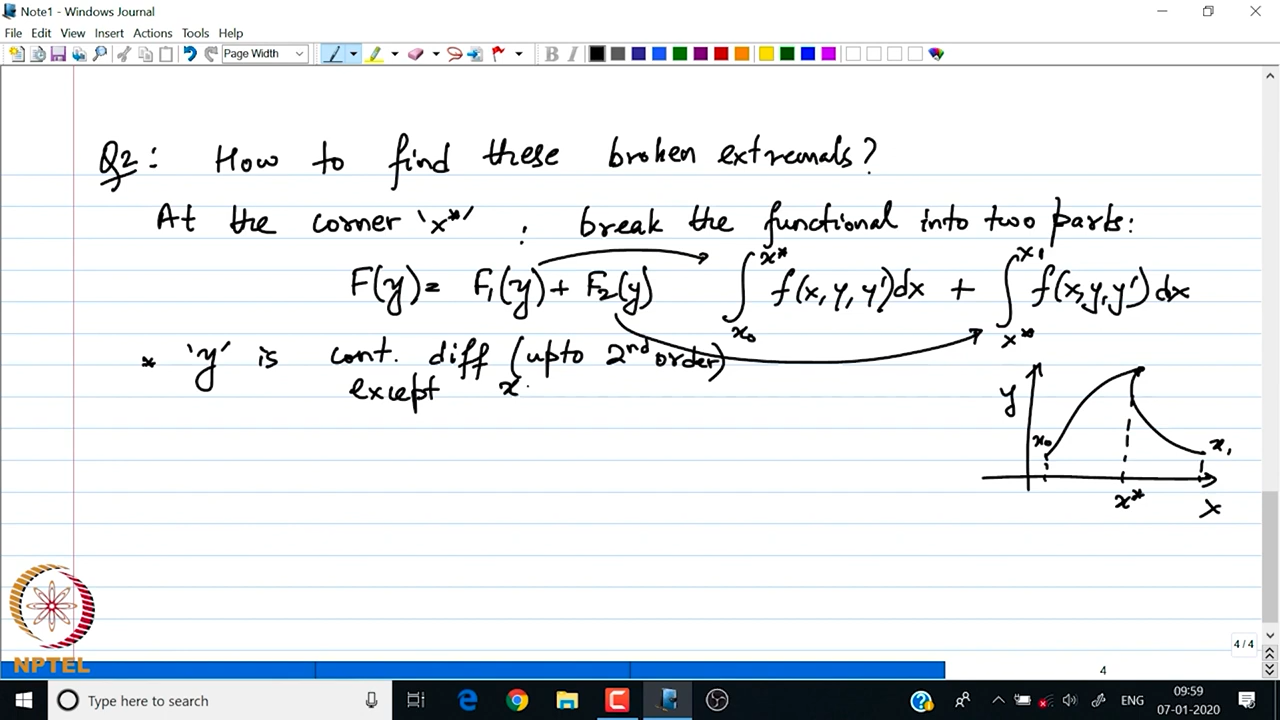 Note1 - Windows Journal
File Edit View Insert Actions Tools Help
Page Width B I
Q2: How to find these broken extremals?
At the corner 'x*' : break the functional into two parts:
F(y) = F₁(y) + F₂(y) ∫x₀^x* f(x, y, y')dx + ∫x*^x₁ f(x,y,y')dx
* 'y' is cont. diff (upto 2nd order)
except x
y
x₀
x₁
x*
x
4/4
NPTEL
4
Type here to search
ENG
09:59
07-01-2020